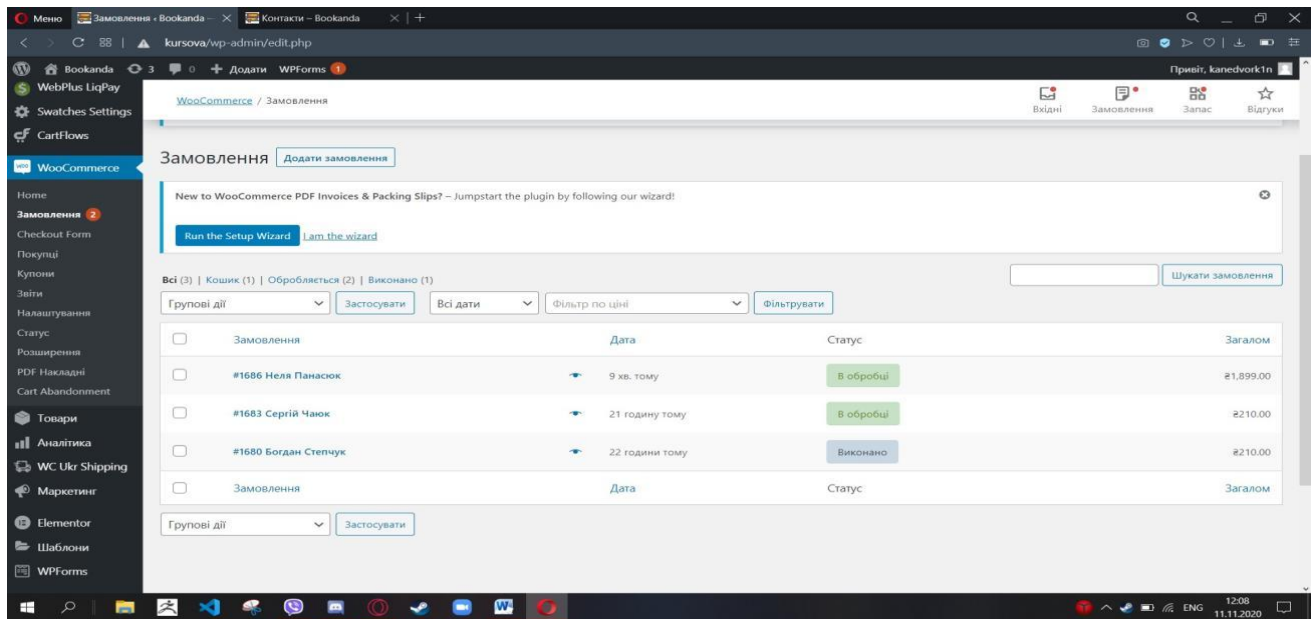 Меню Замовлення ‹ Bookanda – Контакти – Bookanda
kursova/wp-admin/edit.php
Bookanda 3 0 + Додати WPForms 1 Привіт, kanedvork1n
WebPlus LiqPay
Swatches Settings
CartFlows
WooCommerce
Home
Замовлення 2
Checkout Form
Покупці
Купони
Звіти
Налаштування
Статус
Розширення
PDF Накладні
Cart Abandonment
Товари
Аналітика
WC Ukr Shipping
Маркетинг
Elementor
Шаблони
WPForms
WooCommerce / Замовлення
Вхідні Замовлення Запас Відгуки
Замовлення Додати замовлення
New to WooCommerce PDF Invoices & Packing Slips? – Jumpstart the plugin by following our wizard!
Run the Setup Wizard I am the wizard
Всі (3) | Кошик (1) | Обробляється (2) | Виконано (1)
Шукати замовлення
Групові дії Застосувати Всі дати Фільтр по ціні Фільтрувати
Замовлення Дата Статус Загалом
#1686 Неля Панасюк 9 хв. тому В обробці ₴1,899.00
#1683 Сергій Чаюк 21 годину тому В обробці ₴210.00
#1680 Богдан Степчук 22 години тому Виконано ₴210.00
Замовлення Дата Статус Загалом
Групові дії Застосувати
ENG 12:08
11.11.2020